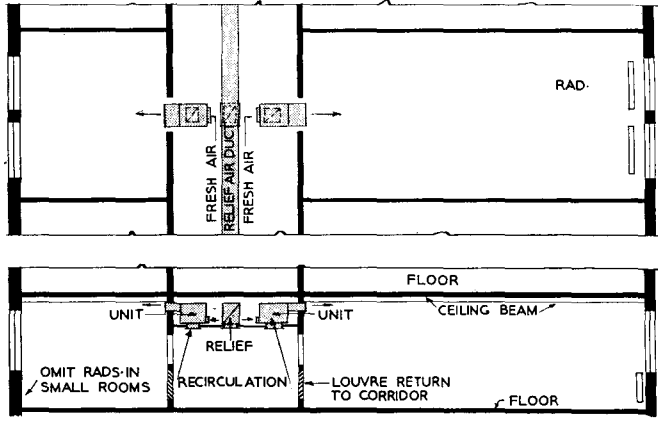 RAD.
FRESH AIR
RELIEF AIR DUCT
FRESH AIR
FLOOR
UNIT
UNIT
CEILING BEAM
RELIEF
OMIT RADS. IN
SMALL ROOMS
RECIRCULATION
LOUVRE RETURN
TO CORRIDOR
FLOOR